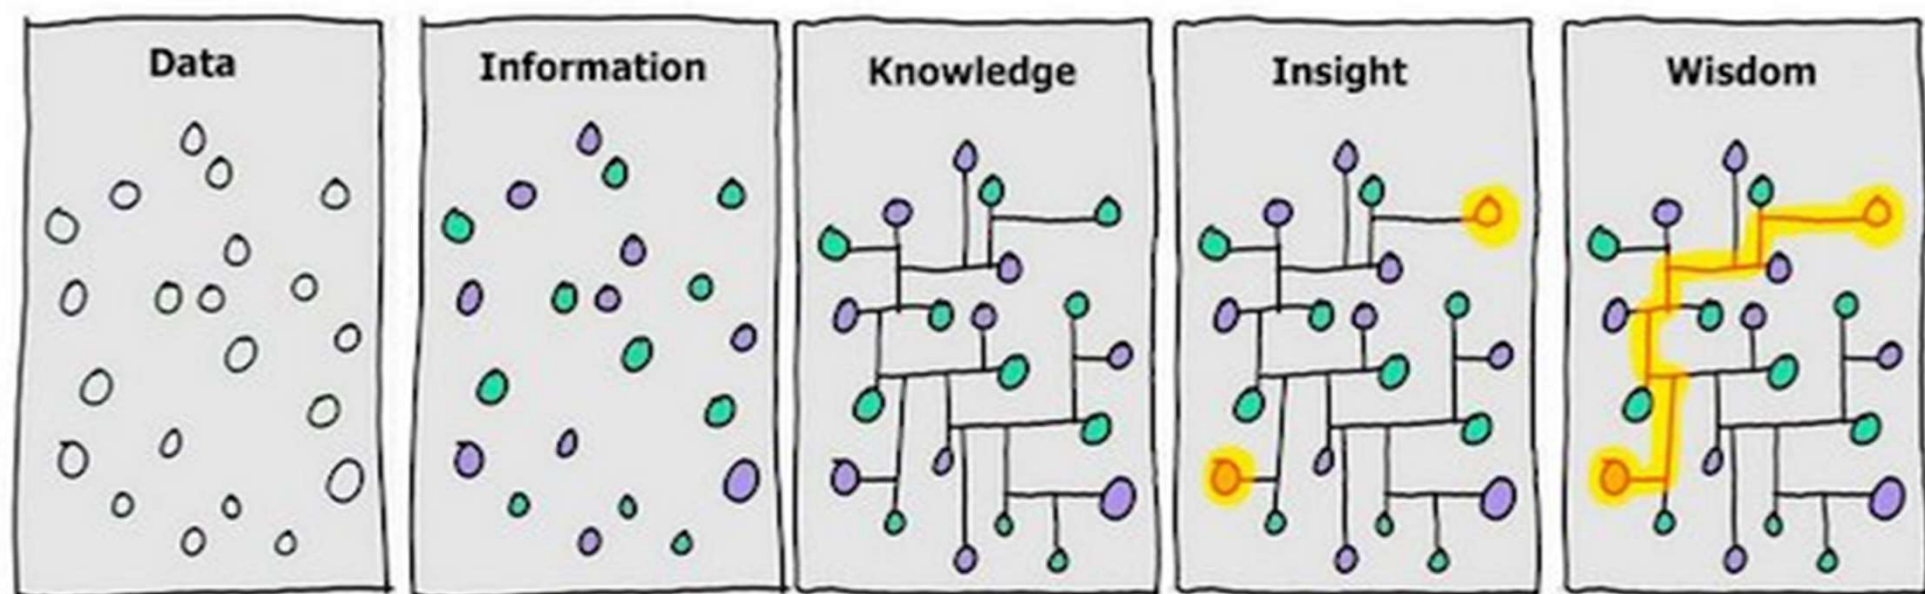 Data
Information
Knowledge
Insight
Wisdom